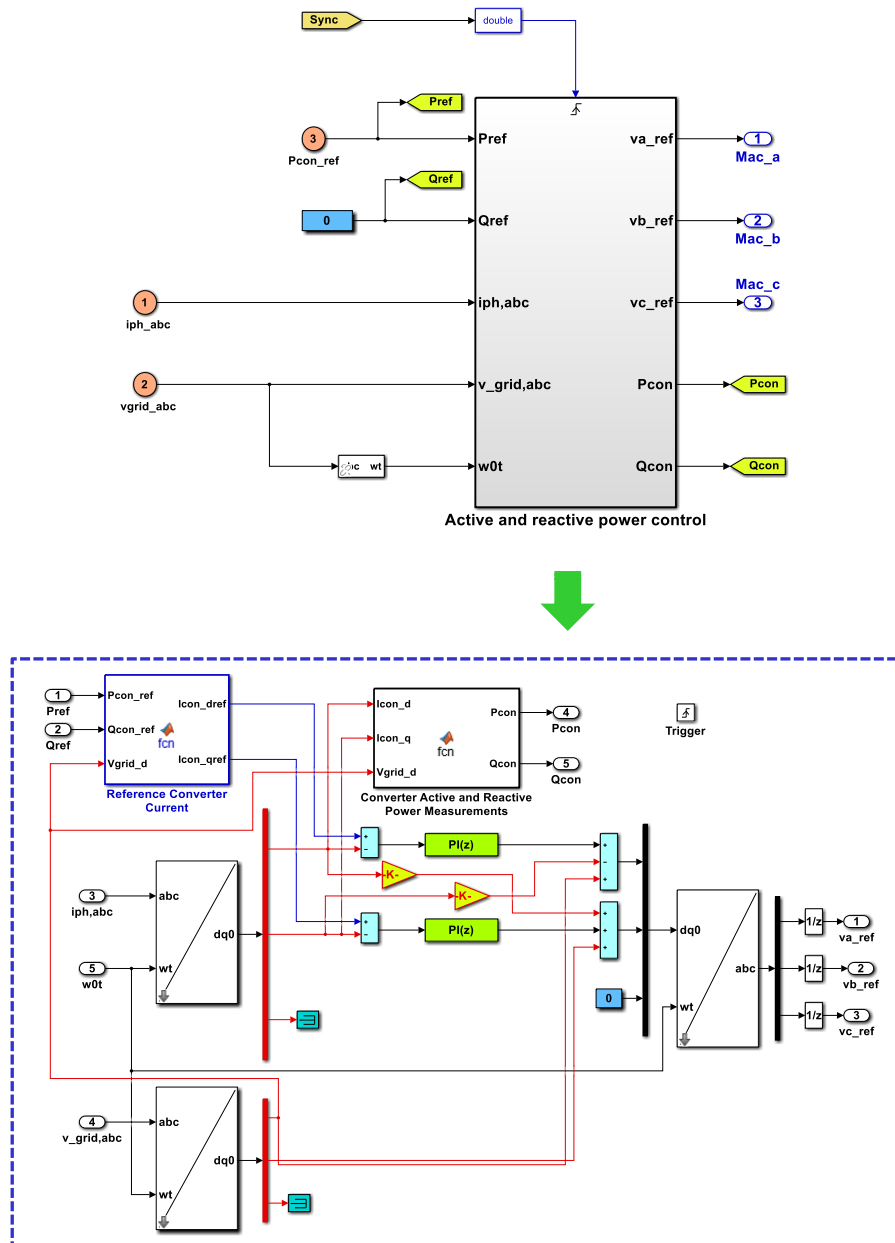 Sync
double
Pref
3
Pcon_ref
Pref
va_ref
1
Mac_a
Qref
0
Qref
vb_ref
2
Mac_b
Mac_c
1
iph_abc
iph,abc
vc_ref
3
2
vgrid_abc
v_grid,abc
Pcon
Pcon
wt
w0t
Qcon
Qcon
Active and reactive power control
1
Pref
Pcon_ref
Icon_dref
2
Qref
Qcon_ref
fcn
Vgrid_d
Icon_qref
Reference Converter
Current
Icon_d
Pcon
4
Pcon
Icon_q
fcn
Vgrid_d
Qcon
5
Qcon
Converter Active and Reactive
Power Measurements
Trigger
+
−
PI(z)
+
−
+
-K-
-K-
3
iph,abc
abc
dq0
5
w0t
wt
+
−
PI(z)
+
+
+
0
dq0
abc
wt
1/z
1
va_ref
1/z
2
vb_ref
1/z
3
vc_ref
4
v_grid,abc
abc
dq0
wt